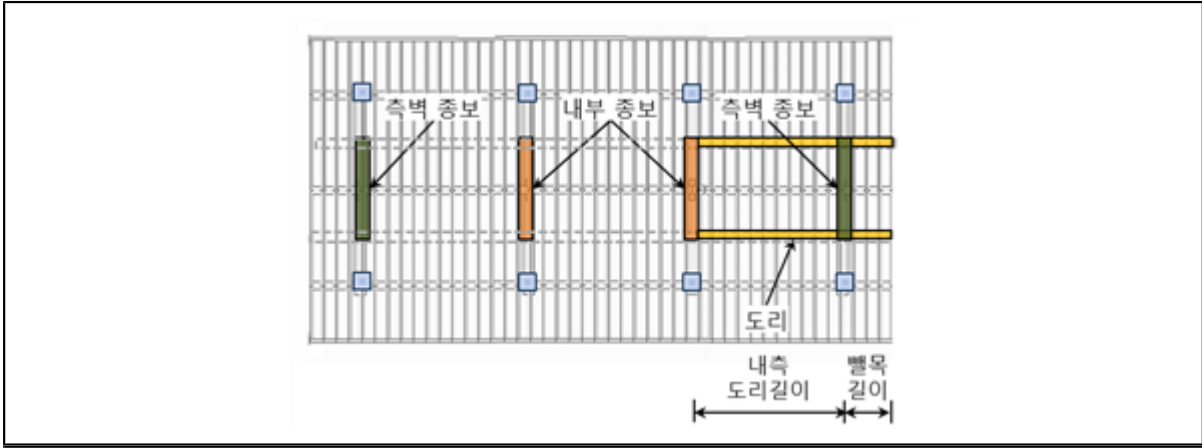 측벽 종보
내부 종보
측벽 종보
도리
내측
도리길이
뺄목
길이